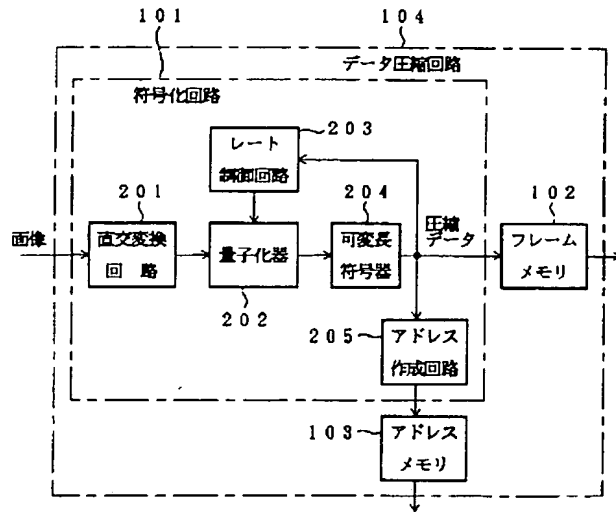 101
104
データ圧縮回路
符号化回路
レート
制御回路
203
201
204
102
画像
直交変換
回 路
量子化器
可変長
符号器
圧縮
データ
フレーム
メモリ
202
205
アドレス
作成回路
103
アドレス
メモリ